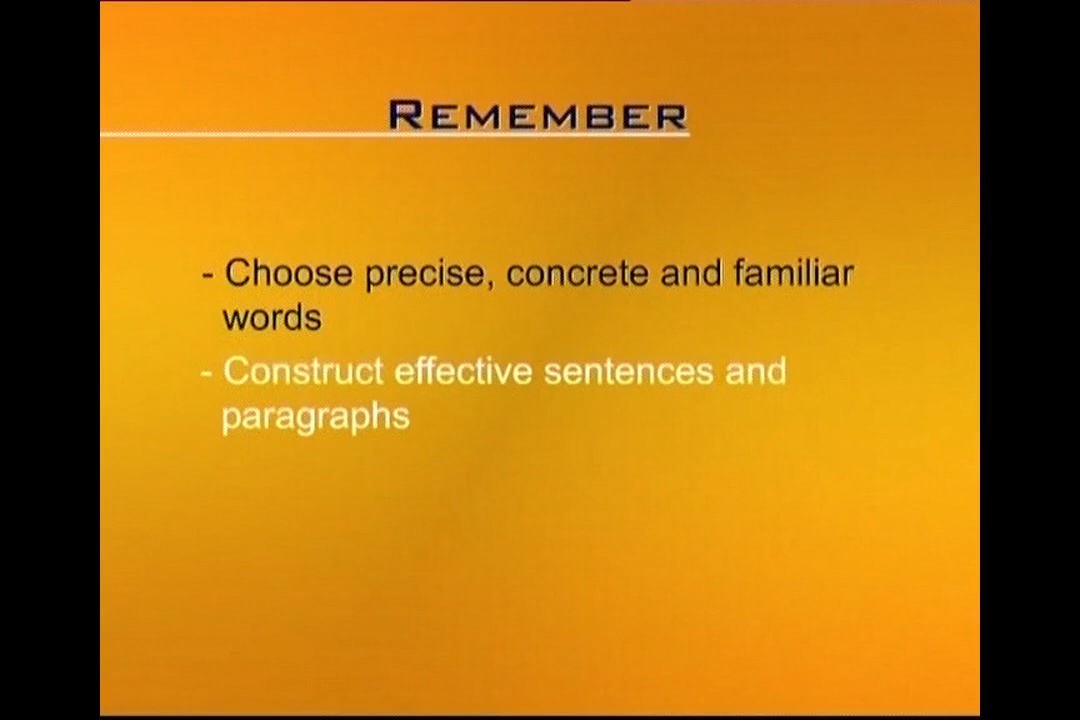 REMEMBER
- Choose precise, concrete and familiar
words
- Construct effective sentences and
paragraphs